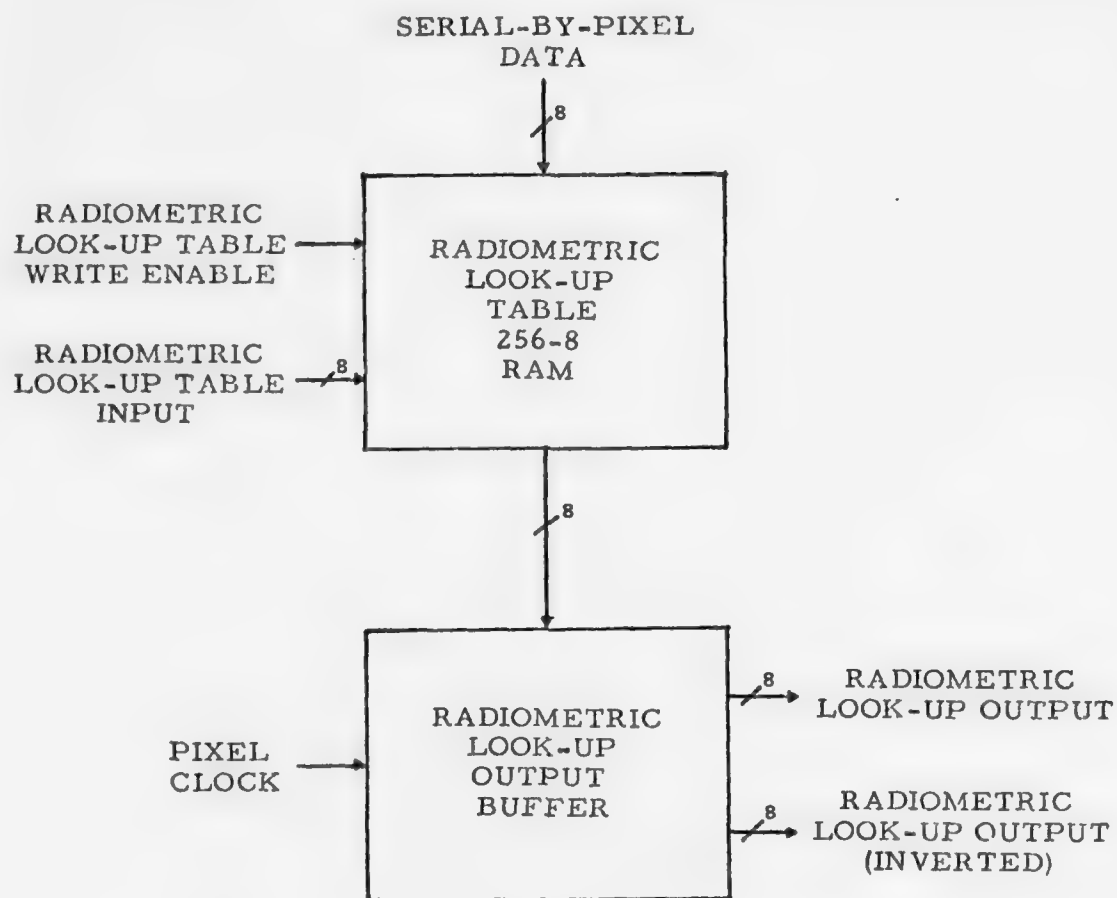 SERIAL-BY-PIXEL
DATA
8
RADIOMETRIC
LOOK-UP TABLE
WRITE ENABLE
RADIOMETRIC
LOOK-UP TABLE
INPUT
8
RADIOMETRIC
LOOK-UP
TABLE
256-8
RAM
8
PIXEL
CLOCK
RADIOMETRIC
LOOK-UP
OUTPUT
BUFFER
8
RADIOMETRIC
LOOK-UP OUTPUT
8
RADIOMETRIC
LOOK-UP OUTPUT
(INVERTED)